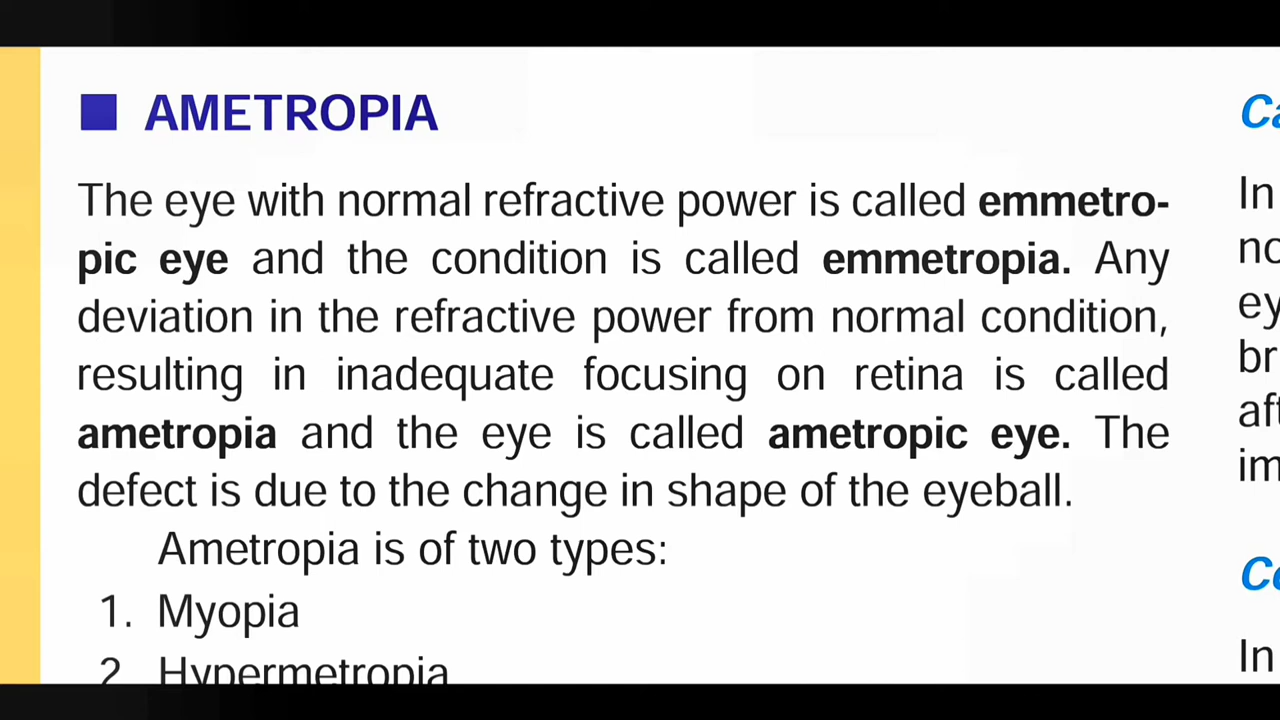 AMETROPIA
The eye with normal refractive power is called emmetro-
pic eye and the condition is called emmetropia. Any
deviation in the refractive power from normal condition,
resulting in inadequate focusing on retina is called
ametropia and the eye is called ametropic eye. The
defect is due to the change in shape of the eyeball.
Ametropia is of two types:
1. Myopia
2. Hypermetropia
In
In